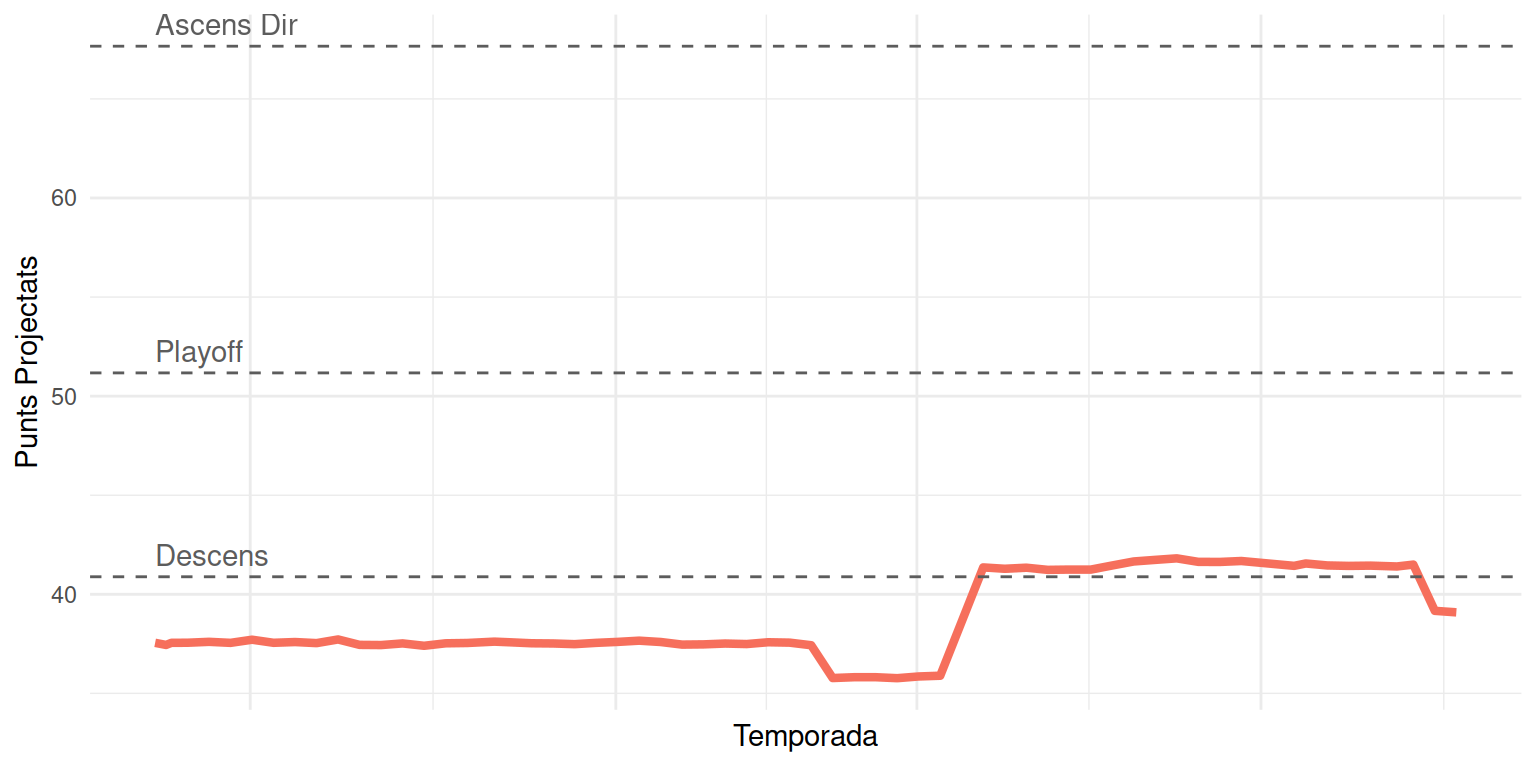 Ascens Dir
60
Playoff
50
Descens
40
Punts Projectats
Temporada